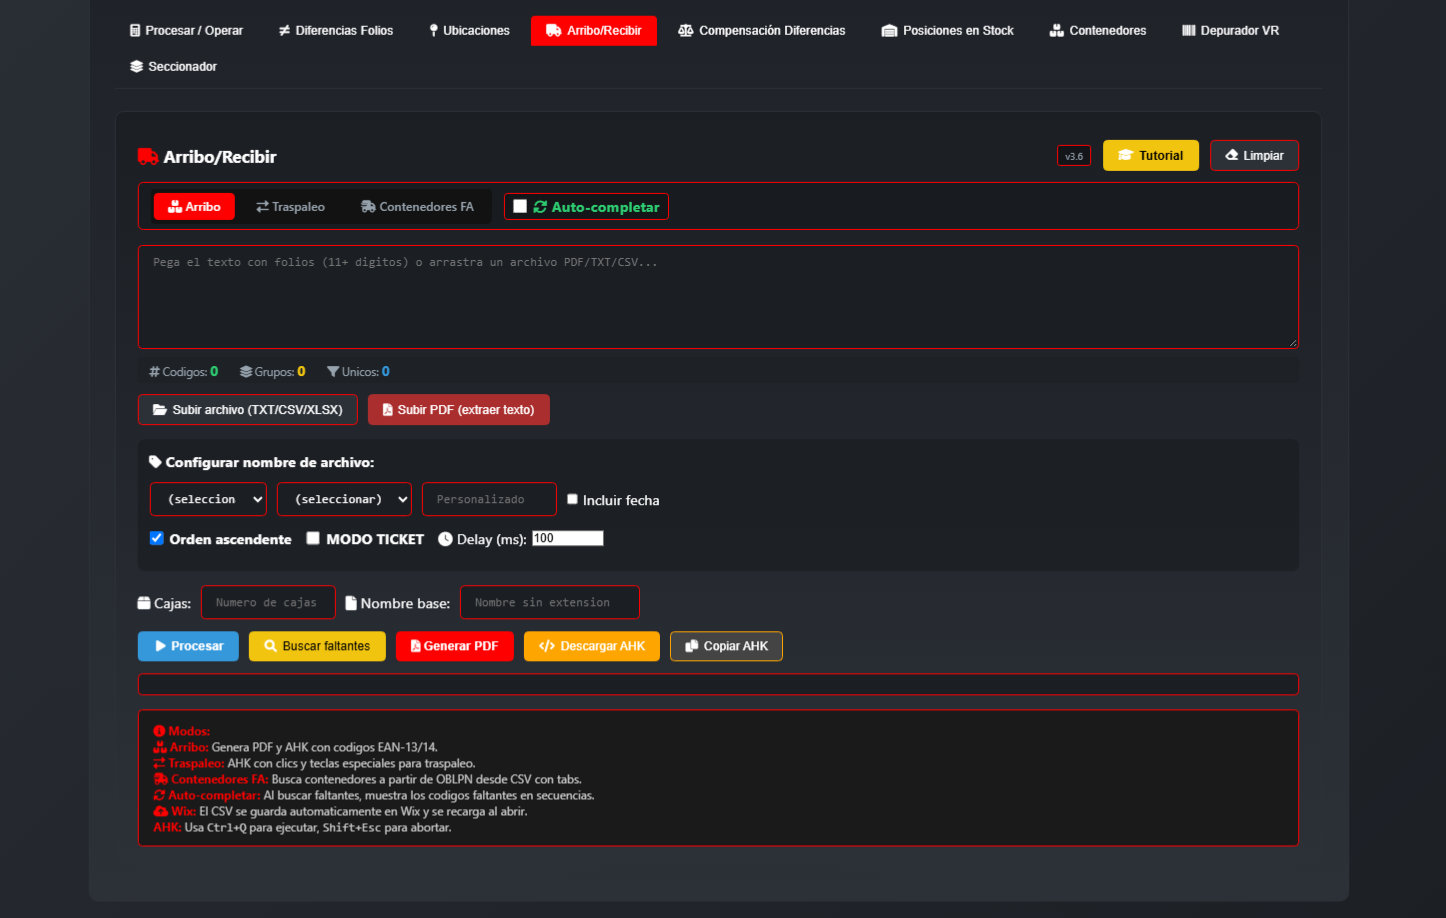 Procesar / Operar Diferencias Folios Ubicaciones Arribo/Recibir Compensación Diferencias Posiciones en Stock Contenedores Depurador VR
Seccionador
Arribo/Recibir v3.6 Tutorial Limpiar
Arribo Traspaleo Contenedores FA Auto-completar
Pega el texto con folios (11+ digitos) o arrastra un archivo PDF/TXT/CSV...
Codigos: 0 Grupos: 0 Unicos: 0
Subir archivo (TXT/CSV/XLSX) Subir PDF (extraer texto)
Configurar nombre de archivo:
(seleccion (seleccionar) Personalizado Incluir fecha
Orden ascendente MODO TICKET Delay (ms): 100
Cajas: Numero de cajas Nombre base: Nombre sin extension
Procesar Buscar faltantes Generar PDF Descargar AHK Copiar AHK
Modos:
Arribo: Genera PDF y AHK con codigos EAN-13/14.
Traspaleo: AHK con clics y teclas especiales para traspaleo.
Contenedores FA: Busca contenedores a partir de OBLPN desde CSV con tabs.
Auto-completar: Al buscar faltantes, muestra los codigos faltantes en secuencias.
Wix: El CSV se guarda automaticamente en Wix y se recarga al abrir.
AHK: Usa Ctrl+Q para ejecutar, Shift+Esc para abortar.